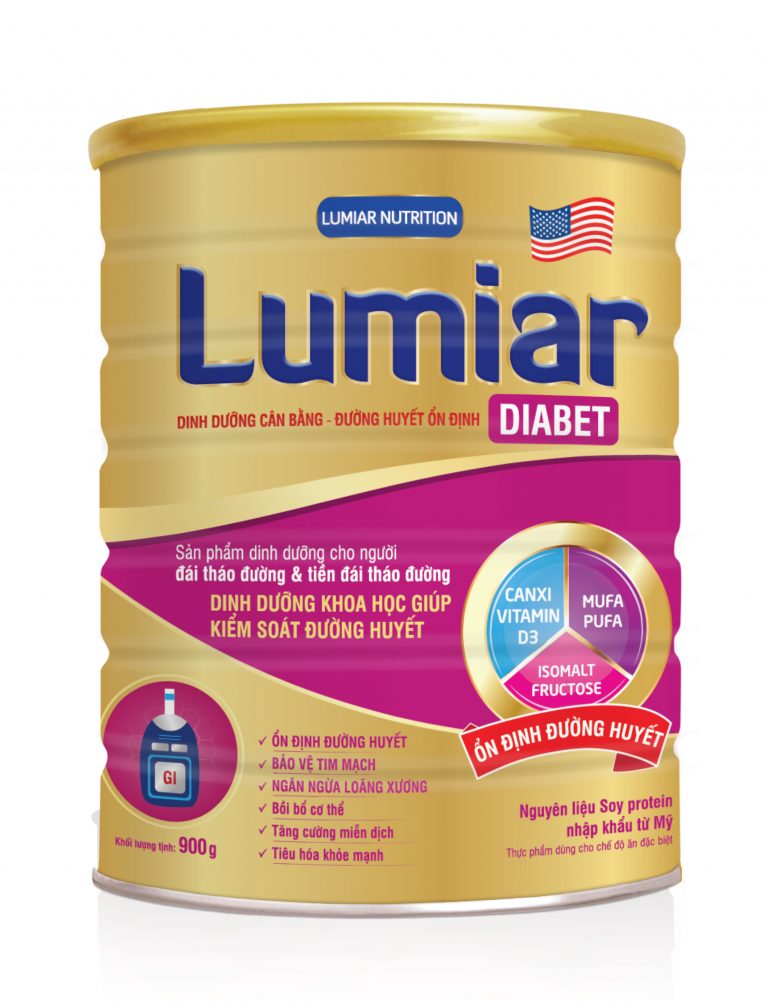 LUMIAR NUTRITION
Lumiar
DINH DƯỠNG CÂN BẰNG - ĐƯỜNG HUYẾT ỔN ĐỊNH
DIABET
Sản phẩm dinh dưỡng cho người
đái tháo đường & tiền đái tháo đường
DINH DƯỠNG KHOA HỌC GIÚP
KIỂM SOÁT ĐƯỜNG HUYẾT
CANXI
VITAMIN
D3
MUFA
PUFA
ISOMALT
FRUCTOSE
ỔN ĐỊNH ĐƯỜNG HUYẾT
GI
Khối lượng tịnh: 900g
✓ ỔN ĐỊNH ĐƯỜNG HUYẾT
✓ BẢO VỆ TIM MẠCH
✓ NGĂN NGỪA LOÃNG XƯƠNG
✓ Bồi bổ cơ thể
✓ Tăng cường miễn dịch
✓ Tiêu hóa khỏe mạnh
Nguyên liệu Soy protein
nhập khẩu từ Mỹ
Thực phẩm dùng cho chế độ ăn đặc biệt